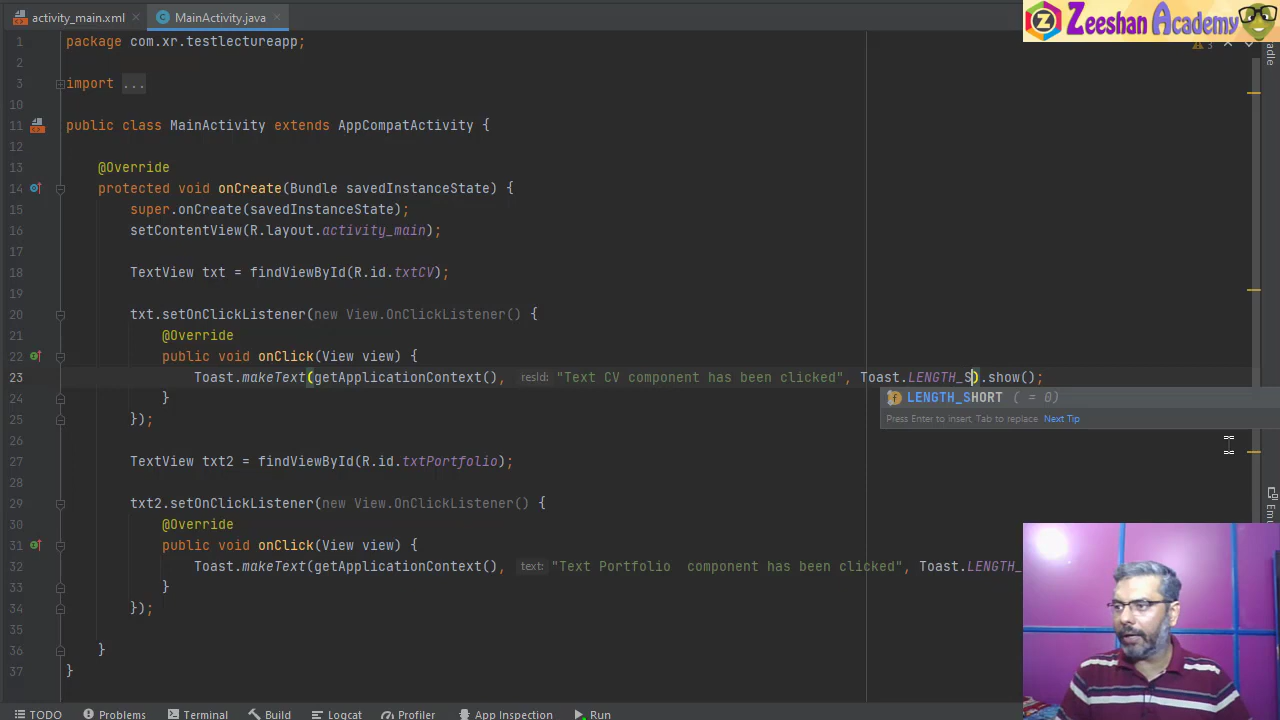 activity_main.xml
MainActivity.java
Zeeshan Academy
3
1 package com.xr.testlectureapp;
2
3 import ...
10
11 public class MainActivity extends AppCompatActivity {
12
13 @Override
14 protected void onCreate(Bundle savedInstanceState) {
15 super.onCreate(savedInstanceState);
16 setContentView(R.layout.activity_main);
17
18 TextView txt = findViewById(R.id.txtCV);
19
20 txt.setOnClickListener(new View.OnClickListener() {
21 @Override
22 public void onClick(View view) {
23 Toast.makeText(getApplicationContext(), resId: "Text CV component has been clicked", Toast.LENGTH_S).show();
24 }
LENGTH_SHORT ( = 0)
25 });
Press Enter to insert, Tab to replace Next Tip
26
27 TextView txt2 = findViewById(R.id.txtPortfolio);
28
29 txt2.setOnClickListener(new View.OnClickListener() {
30 @Override
31 public void onClick(View view) {
32 Toast.makeText(getApplicationContext(), text: "Text Portfolio  component has been clicked", Toast.LENGTH_
33 }
34 });
35
36 }
37 }
TODO Problems Terminal Build Logcat Profiler App Inspection Run